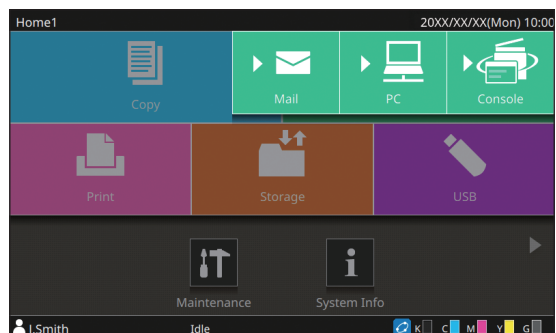 Home1 20XX/XX/XX(Mon) 10:00
Copy Mail PC Console
Print Storage USB
Maintenance System Info
J.Smith Idle K C M Y G